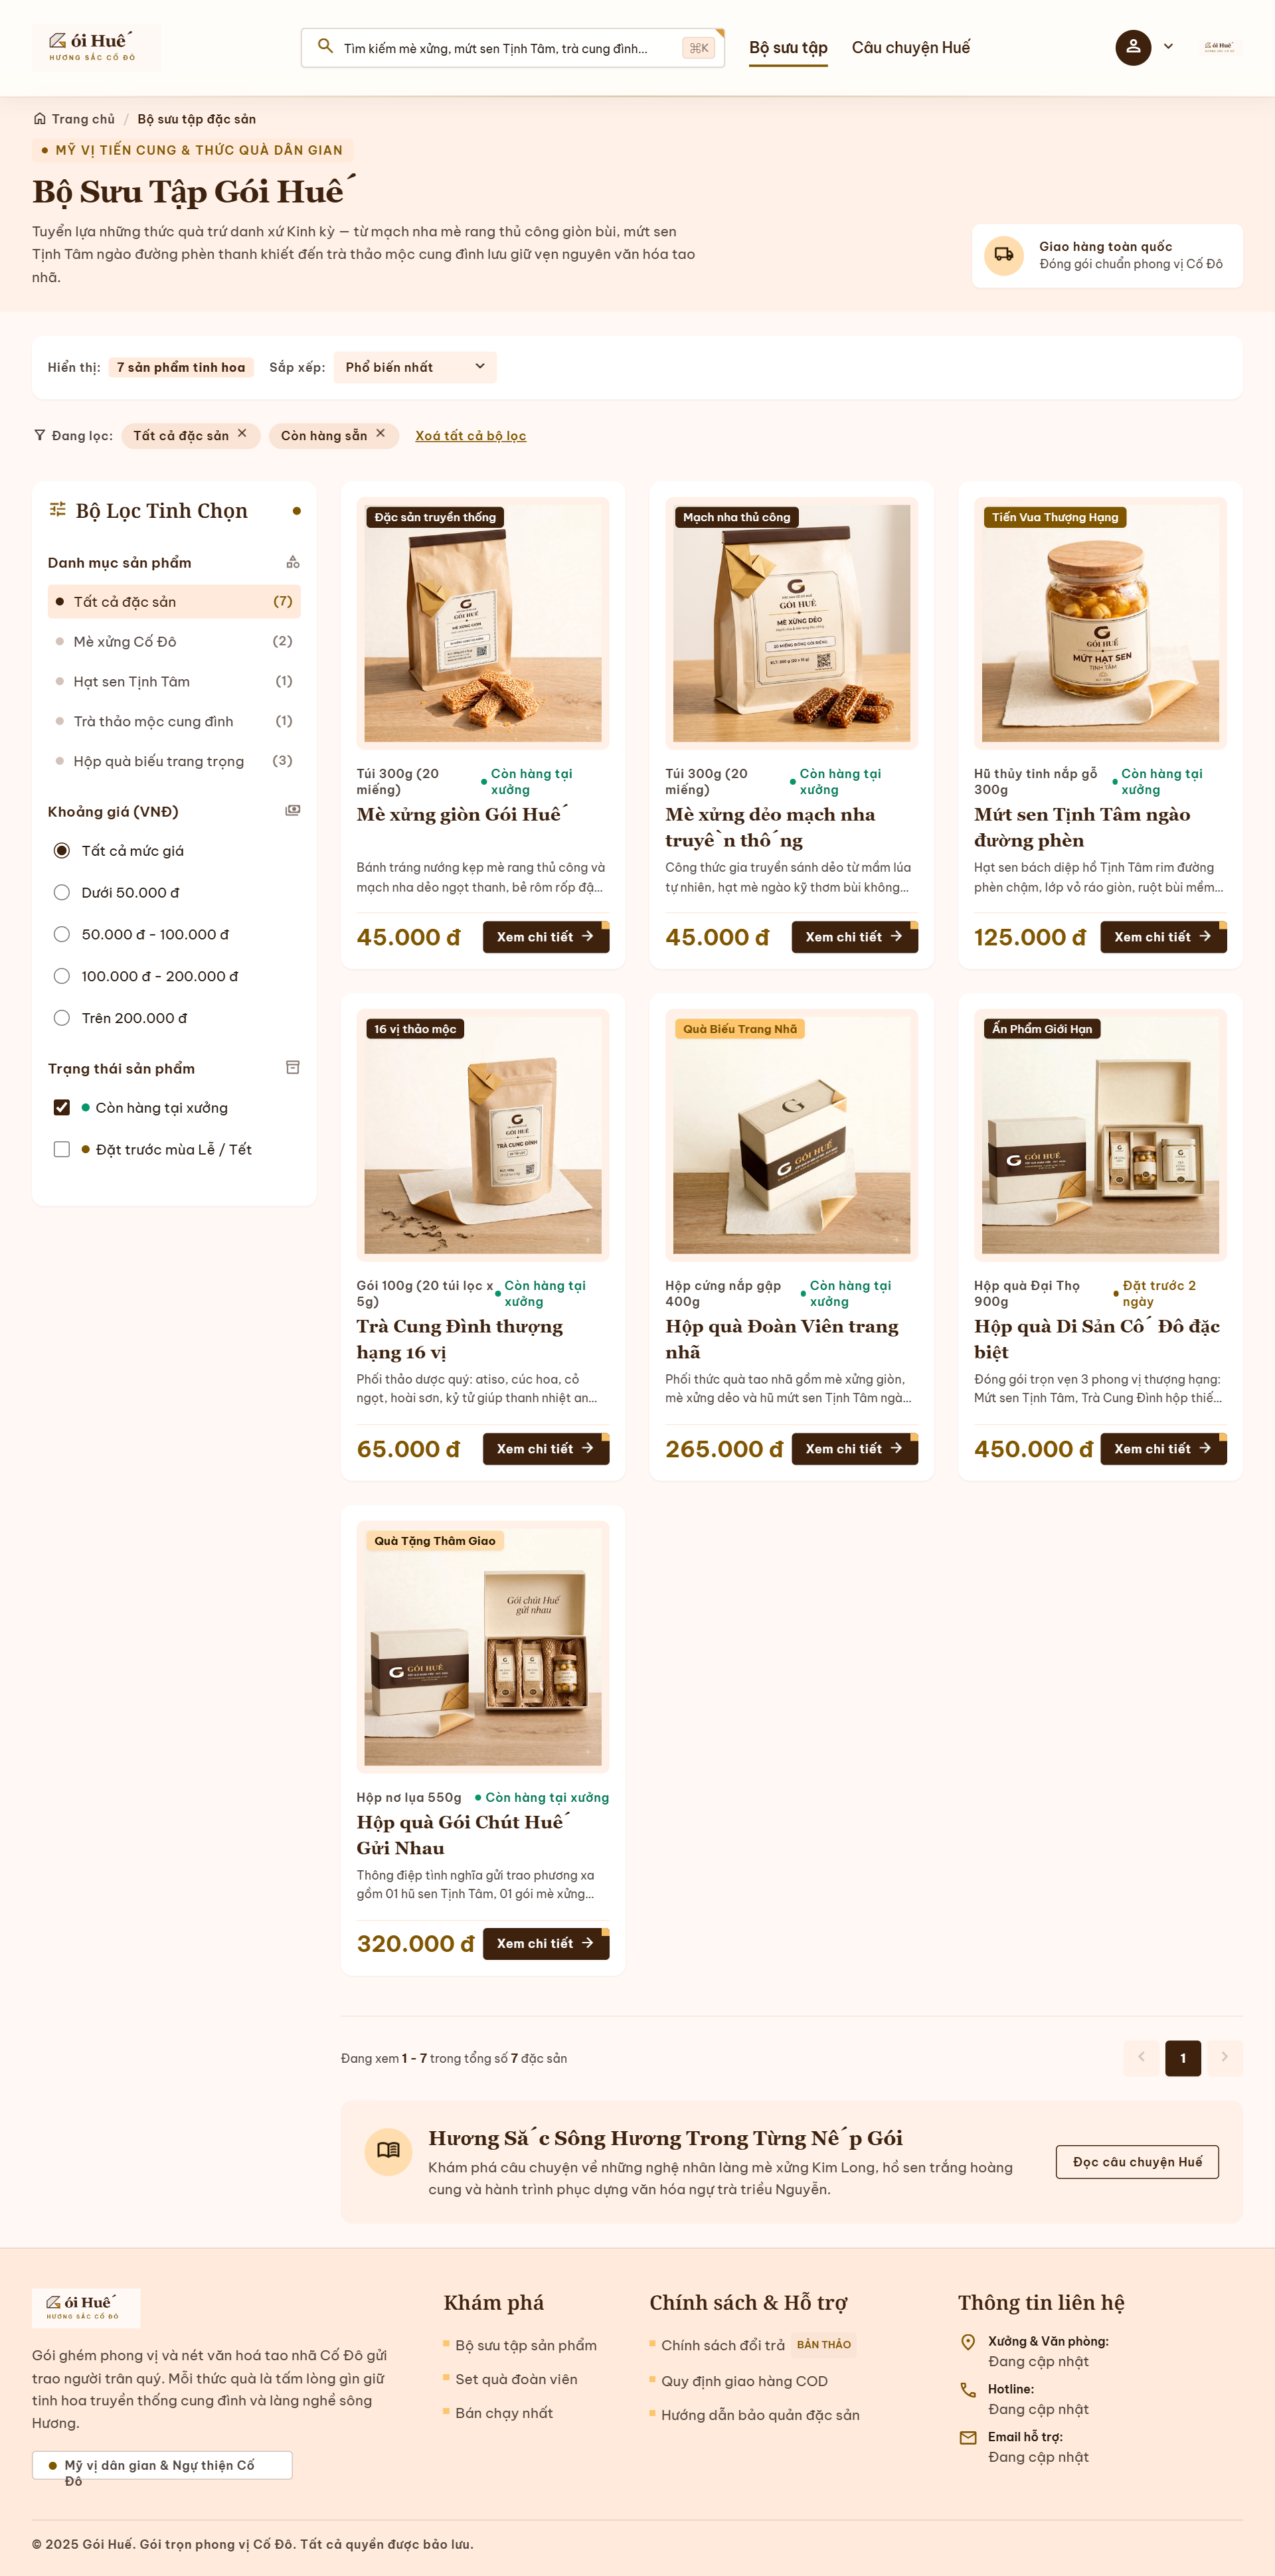 ói Huế
HƯƠNG SẮC CỐ ĐÔ
Tìm kiếm mè xửng, mứt sen Tịnh Tâm, trà cung đình...
⌘K
Bộ sưu tập
Câu chuyện Huế
ói Huế
Trang chủ / Bộ sưu tập đặc sản
MỸ VỊ TIẾN CUNG & THỨC QUÀ DÂN GIAN
Bộ Sưu Tập Gói Huế
Tuyển lựa những thức quà trứ danh xứ Kinh kỳ — từ mạch nha mè rang thủ công giòn bùi, mứt sen
Tịnh Tâm ngào đường phèn thanh khiết đến trà thảo mộc cung đình lưu giữ vẹn nguyên văn hóa tao
nhã.
Giao hàng toàn quốc
Đóng gói chuẩn phong vị Cố Đô
Hiển thị: 7 sản phẩm tinh hoa Sắp xếp: Phổ biến nhất
Đang lọc: Tất cả đặc sản Còn hàng sẵn Xoá tất cả bộ lọc
Bộ Lọc Tinh Chọn
Danh mục sản phẩm
Tất cả đặc sản (7)
Mè xửng Cố Đô (2)
Hạt sen Tịnh Tâm (1)
Trà thảo mộc cung đình (1)
Hộp quà biếu trang trọng (3)
Khoảng giá (VNĐ)
Tất cả mức giá
Dưới 50.000 đ
50.000 đ - 100.000 đ
100.000 đ - 200.000 đ
Trên 200.000 đ
Trạng thái sản phẩm
Còn hàng tại xưởng
Đặt trước mùa Lễ / Tết
Đặc sản truyền thống
GÓI HUẾ
MÈ XỬNG GIÒN
Túi 300g (20
miếng)
Còn hàng tại
xưởng
Mè xửng giòn Gói Huế
Bánh tráng nướng kẹp mè rang thủ công và
mạch nha dẻo ngọt thanh, bẻ rôm rốp đậ...
45.000 đ
Xem chi tiết
Mạch nha thủ công
GÓI HUẾ
MÈ XỬNG DẺO
20 MIẾNG ĐÓNG GÓI RIÊNG
Túi 300g (20
miếng)
Còn hàng tại
xưởng
Mè xửng dẻo mạch nha
truyền thống
Công thức gia truyền sánh dẻo từ mầm lúa
tự nhiên, hạt mè ngào kỹ thơm bùi không...
45.000 đ
Xem chi tiết
Tiến Vua Thượng Hạng
GÓI HUẾ
MỨT HẠT SEN
TỊNH TÂM
Hũ thủy tinh nắp gỗ
300g
Còn hàng tại
xưởng
Mứt sen Tịnh Tâm ngào
đường phèn
Hạt sen bách diệp hồ Tịnh Tâm rim đường
phèn chậm, lớp vỏ ráo giòn, ruột bùi mềm...
125.000 đ
Xem chi tiết
16 vị thảo mộc
GÓI HUẾ
TRÀ CUNG ĐÌNH
Gói 100g (20 túi lọc x
5g)
Còn hàng tại
xưởng
Trà Cung Đình thượng
hạng 16 vị
Phối thảo dược quý: atiso, cúc hoa, cỏ
ngọt, hoài sơn, kỷ tử giúp thanh nhiệt an...
65.000 đ
Xem chi tiết
Quà Biếu Trang Nhã
G
GÓI HUẾ
Hộp cứng nắp gập
400g
Còn hàng tại
xưởng
Hộp quà Đoàn Viên trang
nhã
Phối thức quà tao nhã gồm mè xửng giòn,
mè xửng dẻo và hũ mứt sen Tịnh Tâm ngà...
265.000 đ
Xem chi tiết
Ấn Phẩm Giới Hạn
GÓI HUẾ
Hộp quà Đại Thọ
900g
Đặt trước 2
ngày
Hộp quà Di Sản Cố Đô đặc
biệt
Đóng gói trọn vẹn 3 phong vị thượng hạng:
Mứt sen Tịnh Tâm, Trà Cung Đình hộp thiế...
450.000 đ
Xem chi tiết
Quà Tặng Thâm Giao
Gói chút Huế
gửi nhau
GÓI HUẾ
Hộp nơ lụa 550g
Còn hàng tại xưởng
Hộp quà Gói Chút Huế
Gửi Nhau
Thông điệp tình nghĩa gửi trao phương xa
gồm 01 hũ sen Tịnh Tâm, 01 gói mè xửng...
320.000 đ
Xem chi tiết
Đang xem 1 - 7 trong tổng số 7 đặc sản
1
Hương Sắc Sông Hương Trong Từng Nếp Gói
Khám phá câu chuyện về những nghệ nhân làng mè xửng Kim Long, hồ sen trắng hoàng
cung và hành trình phục dựng văn hóa ngự trà triều Nguyễn.
Đọc câu chuyện Huế
ói Huế
HƯƠNG SẮC CỐ ĐÔ
Gói ghém phong vị và nét văn hoá tao nhã Cố Đô gửi
trao người trân quý. Mỗi thức quà là tấm lòng gìn giữ
tinh hoa truyền thống cung đình và làng nghề sông
Hương.
Mỹ vị dân gian & Ngự thiện Cố
Đô
Khám phá
Bộ sưu tập sản phẩm
Set quà đoàn viên
Bán chạy nhất
Chính sách & Hỗ trợ
Chính sách đổi trả BẢN THẢO
Quy định giao hàng COD
Hướng dẫn bảo quản đặc sản
Thông tin liên hệ
Xưởng & Văn phòng:
Đang cập nhật
Hotline:
Đang cập nhật
Email hỗ trợ:
Đang cập nhật
© 2025 Gói Huế. Gói trọn phong vị Cố Đô. Tất cả quyền được bảo lưu.